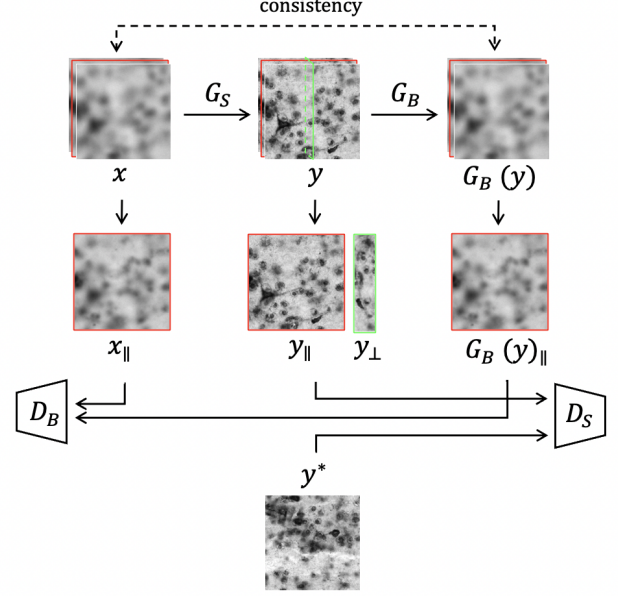 consistency
G_S G_B
x y G_B (y)
x_∥ y_∥ y_⊥ G_B (y)_∥
D_B D_S
y*